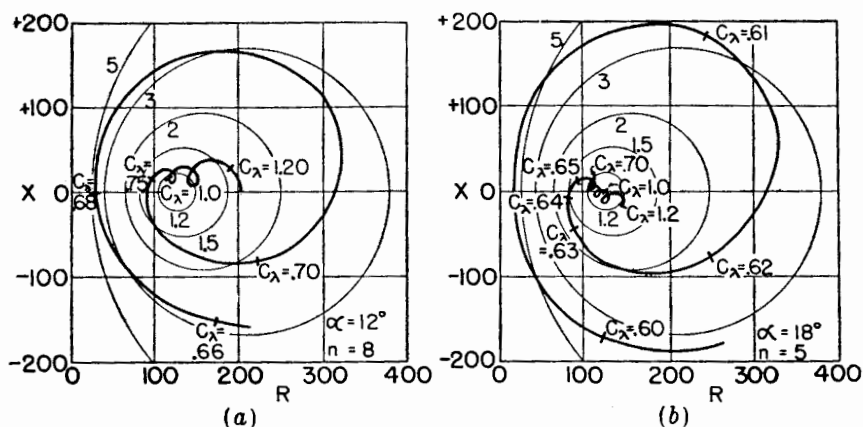 +200
+100
X 0
-100
-200
0 100 200 300 400
R
5
3
2
1.5
1.2
Cλ= .75
Cλ= .68
Cλ= 1.0
Cλ=1.20
Cλ=.70
Cλ= .66
α=12°
n = 8
(a)
+200
+100
X 0
-100
-200
0 100 200 300 400
R
5
3
2
1.5
1.2
Cλ=.61
Cλ=.65
.70
Cλ=.64
Cλ=1.0
Cλ=1.2
Cλ =.63
Cλ=.62
Cλ=.60
α=18°
n = 5
(b)